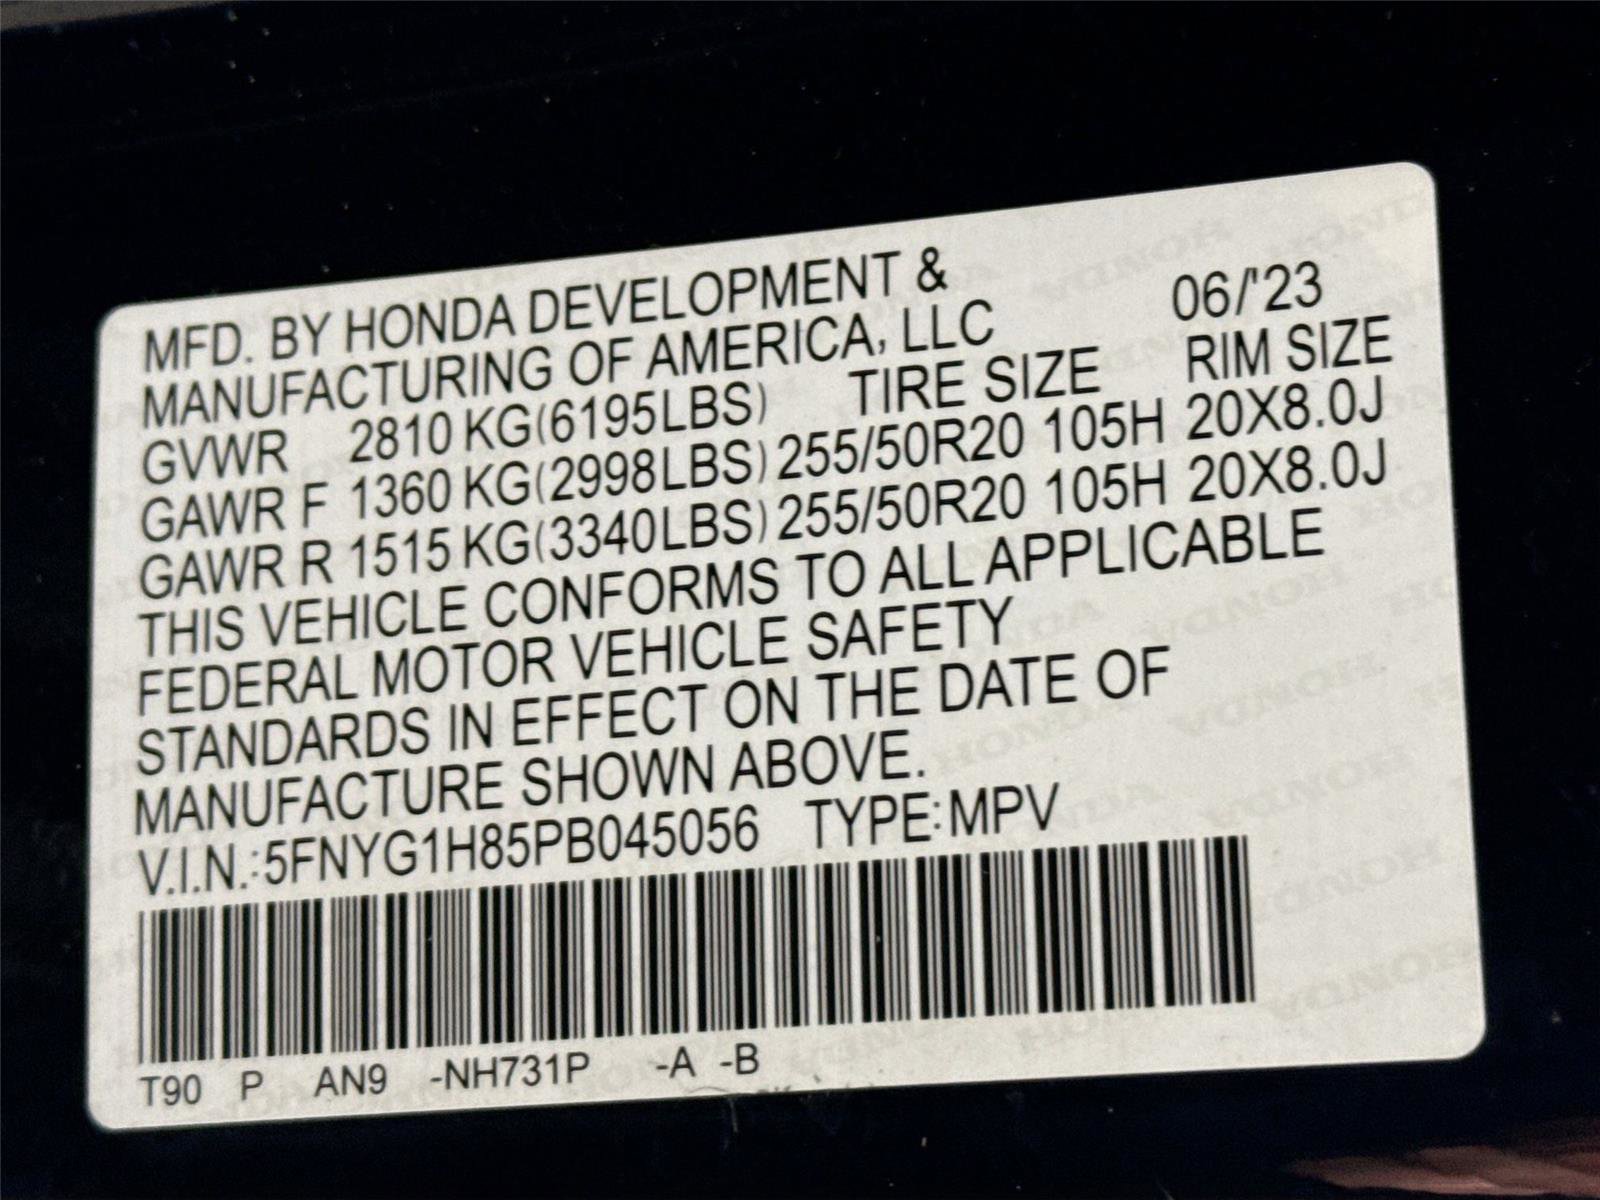 MFD. BY HONDA DEVELOPMENT &
MANUFACTURING OF AMERICA, LLC 06/'23
GVWR 2810 KG(6195LBS) TIRE SIZE RIM SIZE
GAWR F 1360 KG(2998LBS) 255/50R20 105H 20X8.0J
GAWR R 1515 KG(3340LBS) 255/50R20 105H 20X8.0J
THIS VEHICLE CONFORMS TO ALL APPLICABLE
FEDERAL MOTOR VEHICLE SAFETY
STANDARDS IN EFFECT ON THE DATE OF
MANUFACTURE SHOWN ABOVE.
V.I.N.:5FNYG1H85PB045056 TYPE:MPV
T90 P AN9 -NH731P -A -B